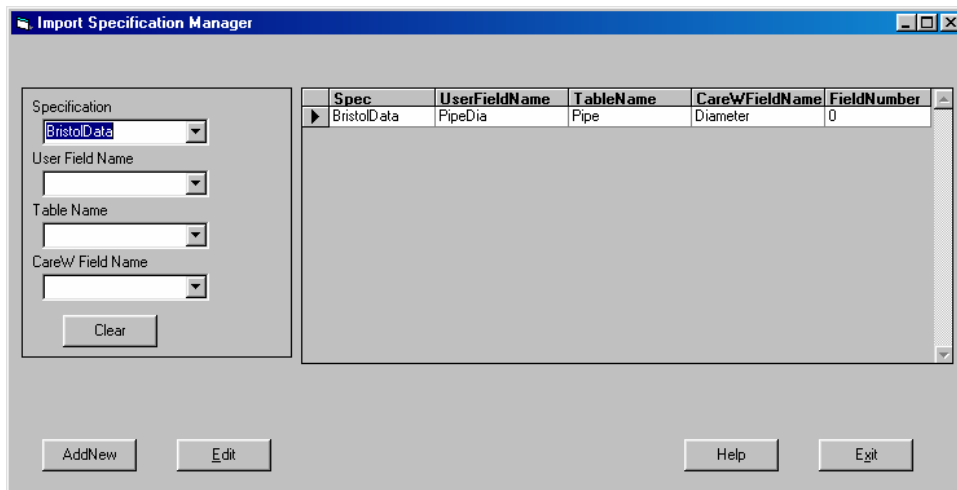 Import Specification Manager
Specification
BristolData
User Field Name
Table Name
CareW Field Name
Clear
Spec UserFieldName TableName CareWFieldName FieldNumber
BristolData PipeDia Pipe Diameter 0
AddNew Edit Help Exit